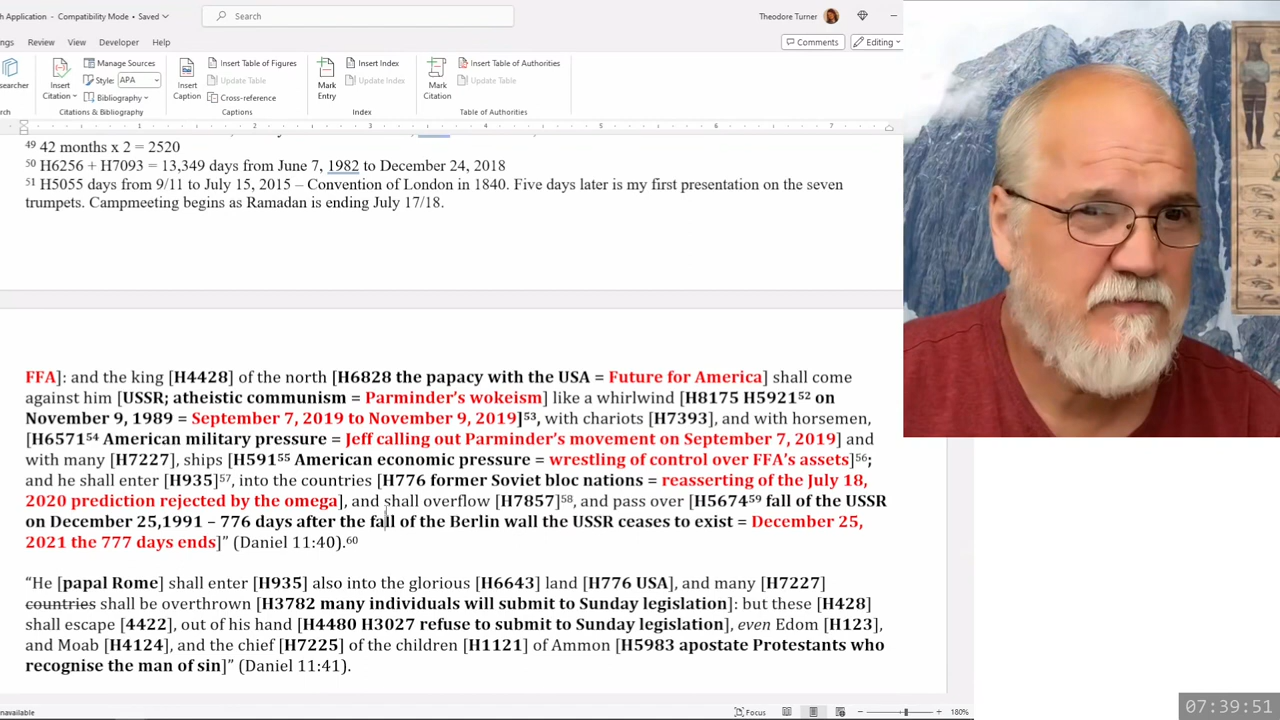 h Application - Compatibility Mode • Saved
Search
Theodore Turner
ngs Review View Developer Help
Comments
Editing
Insert Citation
Manage Sources
Style: APA
Bibliography
Insert Caption
Insert Table of Figures
Update Table
Cross-reference
Mark Entry
Insert Index
Update Index
Mark Citation
Insert Table of Authorities
Update Table
searcher
rch
Citations & Bibliography
Captions
Index
Table of Authorities
1 2 3 4 5 6 7
49 42 months x 2 = 2520
50 H6256 + H7093 = 13,349 days from June 7, 1982 to December 24, 2018
51 H5055 days from 9/11 to July 15, 2015 – Convention of London in 1840. Five days later is my first presentation on the seven
trumpets. Campmeeting begins as Ramadan is ending July 17/18.
FFA]: and the king [H4428] of the north [H6828 the papacy with the USA = Future for America] shall come
against him [USSR; atheistic communism = Parminder’s wokeism] like a whirlwind [H8175 H592152 on
November 9, 1989 = September 7, 2019 to November 9, 2019]53, with chariots [H7393], and with horsemen,
[H657154 American military pressure = Jeff calling out Parminder’s movement on September 7, 2019] and
with many [H7227], ships [H59155 American economic pressure = wrestling of control over FFA’s assets]56;
and he shall enter [H935]57, into the countries [H776 former Soviet bloc nations = reasserting of the July 18,
2020 prediction rejected by the omega], and shall overflow [H7857]58, and pass over [H567459 fall of the USSR
on December 25,1991 – 776 days after the fall of the Berlin wall the USSR ceases to exist = December 25,
2021 the 777 days ends]” (Daniel 11:40).60
“He [papal Rome] shall enter [H935] also into the glorious [H6643] land [H776 USA], and many [H7227]
countries shall be overthrown [H3782 many individuals will submit to Sunday legislation]: but these [H428]
shall escape [4422], out of his hand [H4480 H3027 refuse to submit to Sunday legislation], even Edom [H123],
and Moab [H4124], and the chief [H7225] of the children [H1121] of Ammon [H5983 apostate Protestants who
recognise the man of sin]” (Daniel 11:41).
navailable
Focus
180%
07:39:51